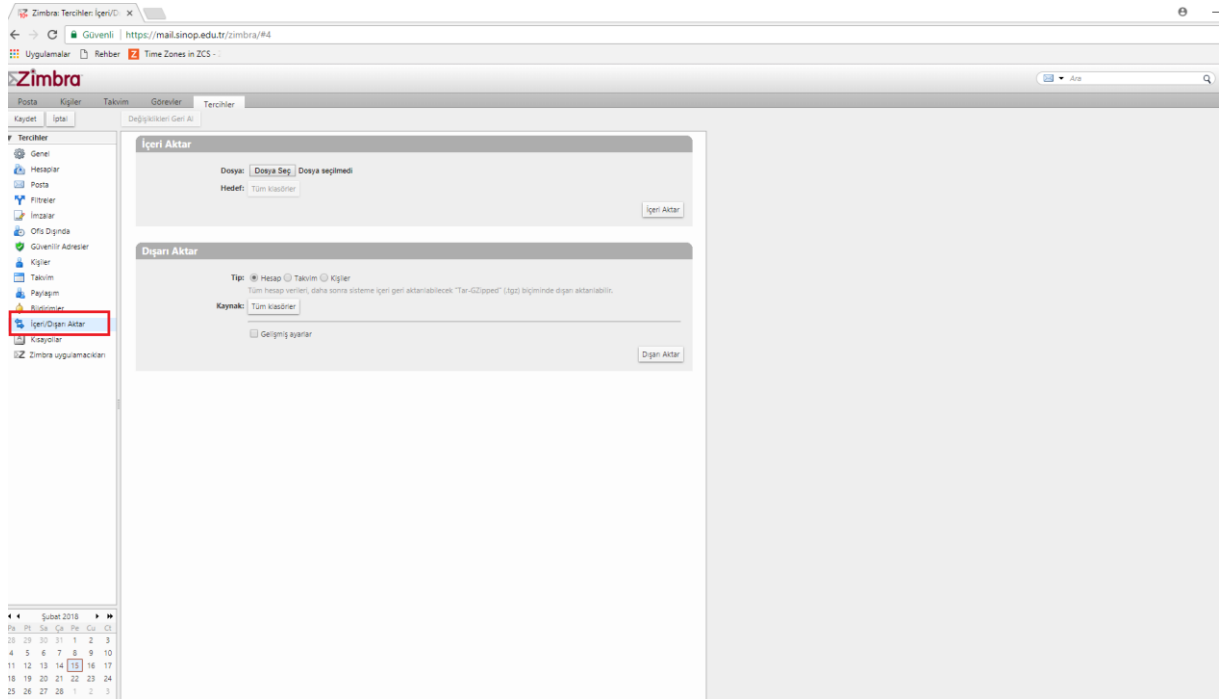 Zimbra: Tercihler: İçeri/D
Güvenli | https://mail.sinop.edu.tr/zimbra/#4
Uygulamalar Rehber Time Zones in ZCS -
Zimbra
Ara
Posta Kişiler Takvim Görevler Tercihler
Kaydet İptal Değişiklikleri Geri Al
Tercihler
Genel
Hesaplar
Posta
Filtreler
İmzalar
Ofis Dışında
Güvenilir Adresler
Kişiler
Takvim
Paylaşım
Bildirimler
İçeri/Dışarı Aktar
Kısayollar
Zimbra uygulamacıkları
İçeri Aktar
Dosya: Dosya Seç Dosya seçilmedi
Hedef: Tüm klasörler
İçeri Aktar
Dışarı Aktar
Tip: Hesap Takvim Kişiler
Tüm hesap verileri, daha sonra sisteme içeri geri aktarılabilecek "Tar-GZipped" (.tgz) biçiminde dışarı aktarılabilir.
Kaynak: Tüm klasörler
Gelişmiş ayarlar
Dışarı Aktar
Şubat 2018
Pa Pt Sa Ça Pe Cu Ct
28 29 30 31 1 2 3
4 5 6 7 8 9 10
11 12 13 14 15 16 17
18 19 20 21 22 23 24
25 26 27 28 1 2 3